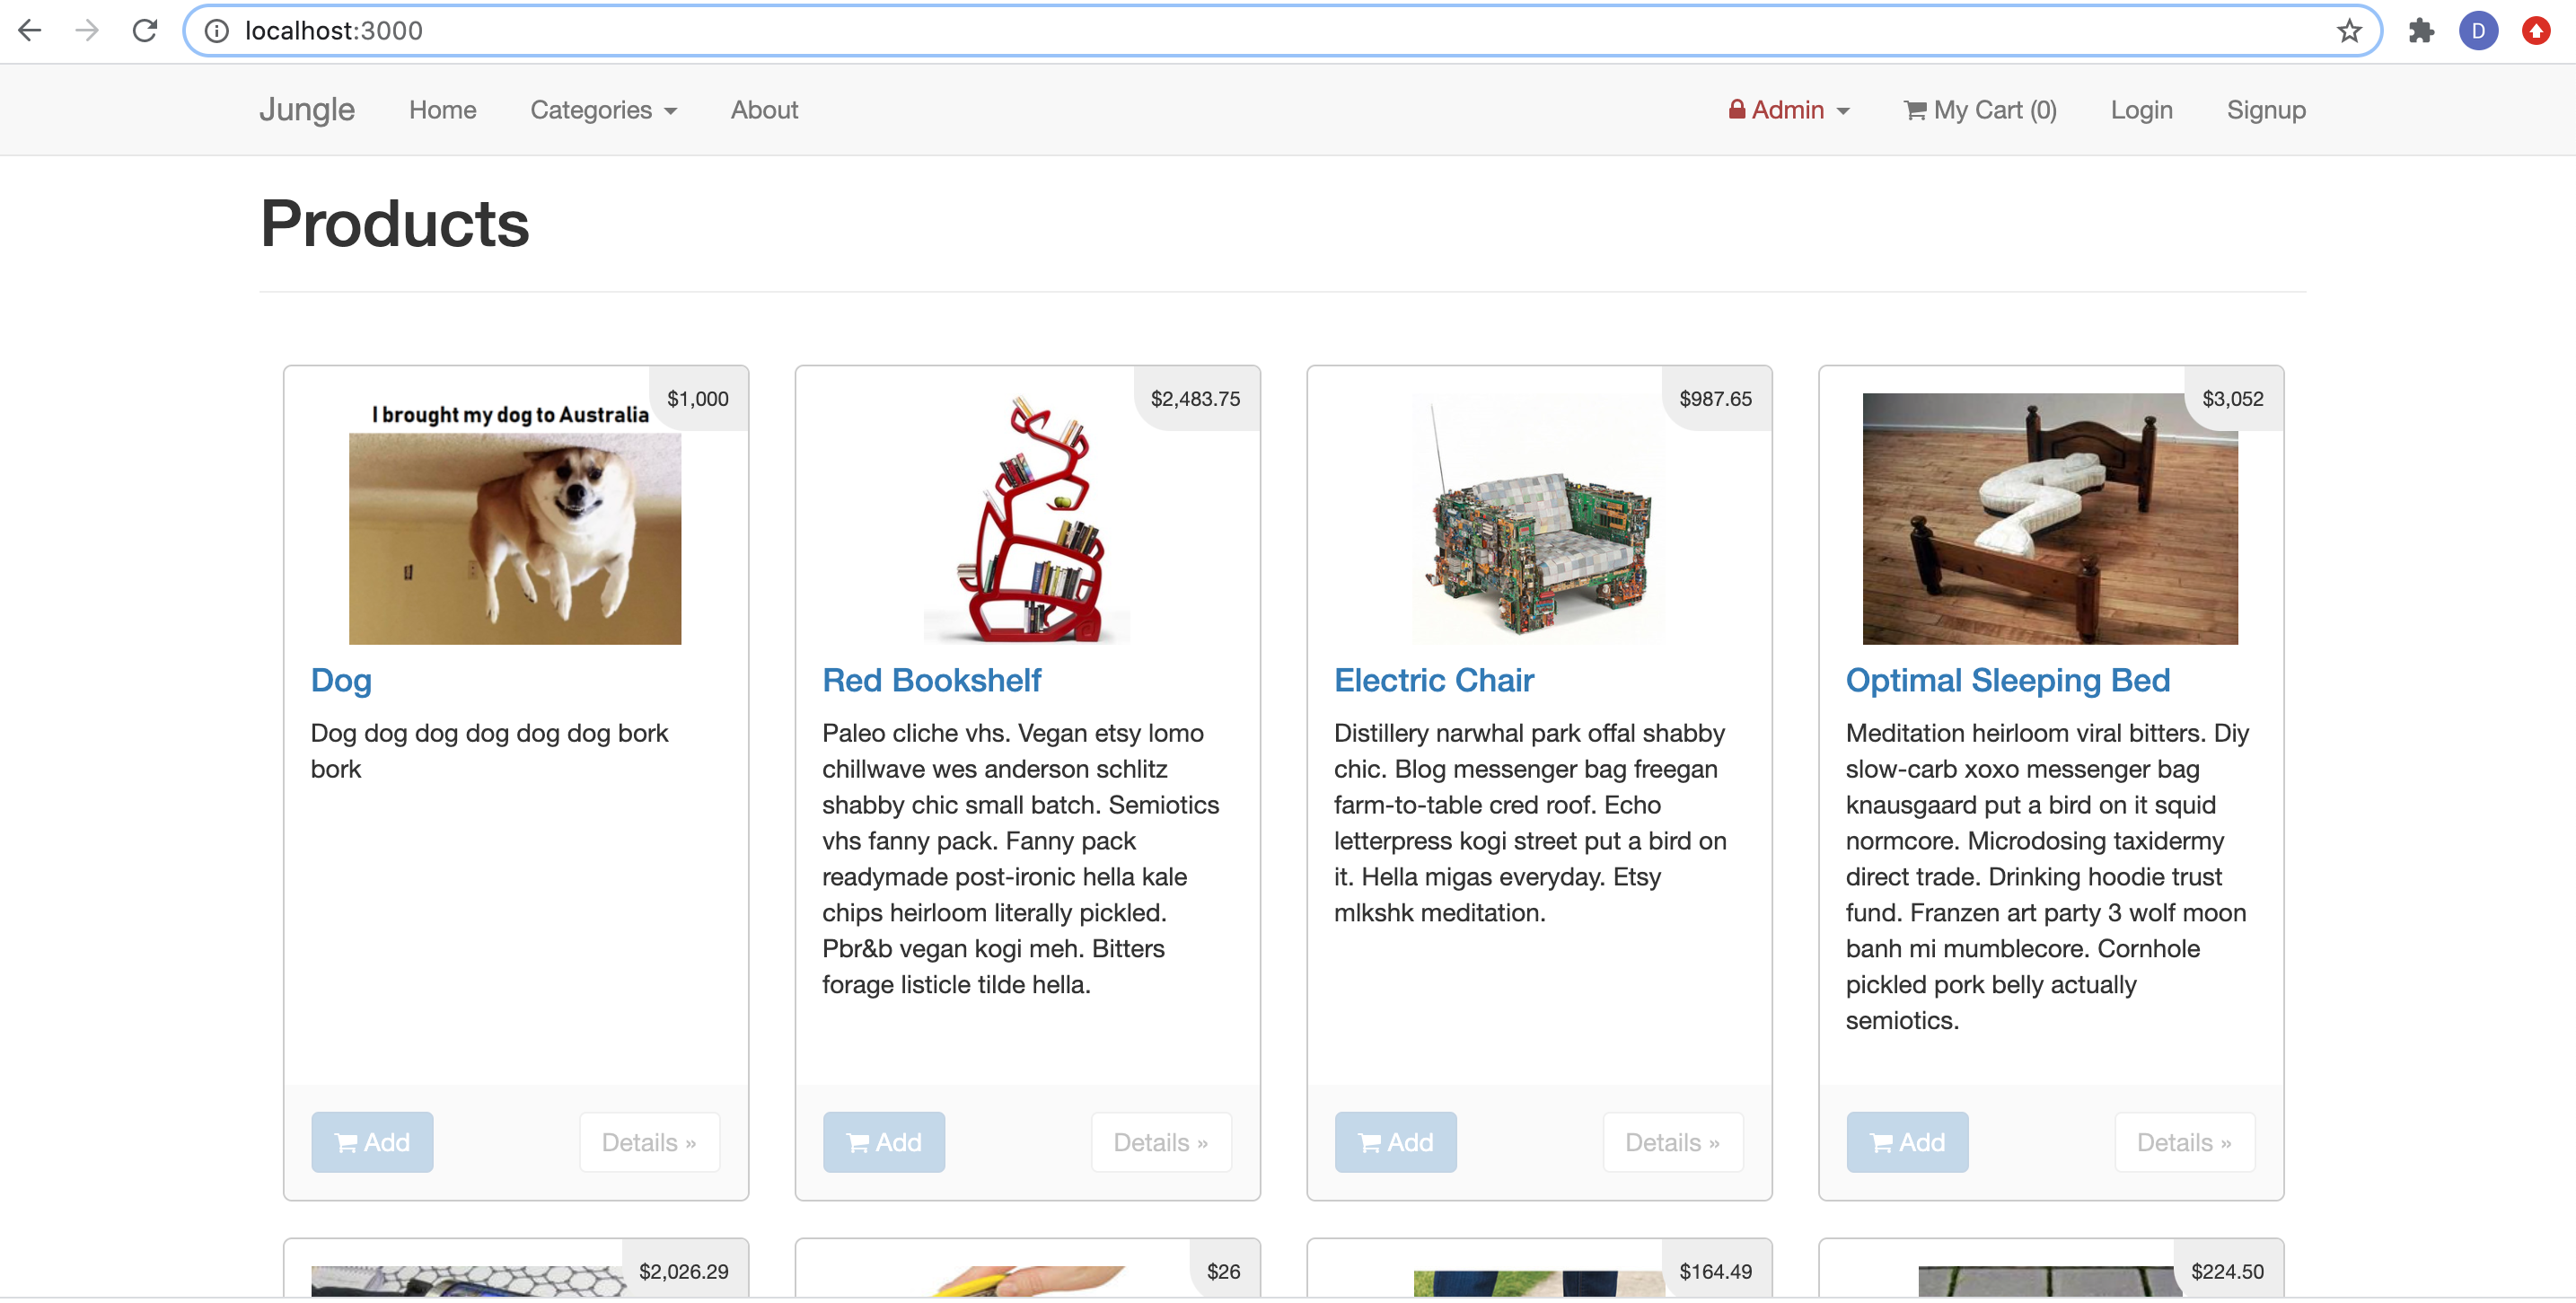 localhost:3000
D
Jungle Home Categories About Admin My Cart (0) Login Signup
Products
$1,000
I brought my dog to Australia
Dog
Dog dog dog dog dog dog bork
bork
Add Details »
$2,483.75
Red Bookshelf
Paleo cliche vhs. Vegan etsy lomo
chillwave wes anderson schlitz
shabby chic small batch. Semiotics
vhs fanny pack. Fanny pack
readymade post-ironic hella kale
chips heirloom literally pickled.
Pbr&b vegan kogi meh. Bitters
forage listicle tilde hella.
Add Details »
$987.65
Electric Chair
Distillery narwhal park offal shabby
chic. Blog messenger bag freegan
farm-to-table cred roof. Echo
letterpress kogi street put a bird on
it. Hella migas everyday. Etsy
mlkshk meditation.
Add Details »
$3,052
Optimal Sleeping Bed
Meditation heirloom viral bitters. Diy
slow-carb xoxo messenger bag
knausgaard put a bird on it squid
normcore. Microdosing taxidermy
direct trade. Drinking hoodie trust
fund. Franzen art party 3 wolf moon
banh mi mumblecore. Cornhole
pickled pork belly actually
semiotics.
Add Details »
$2,026.29
$26
$164.49
$224.50